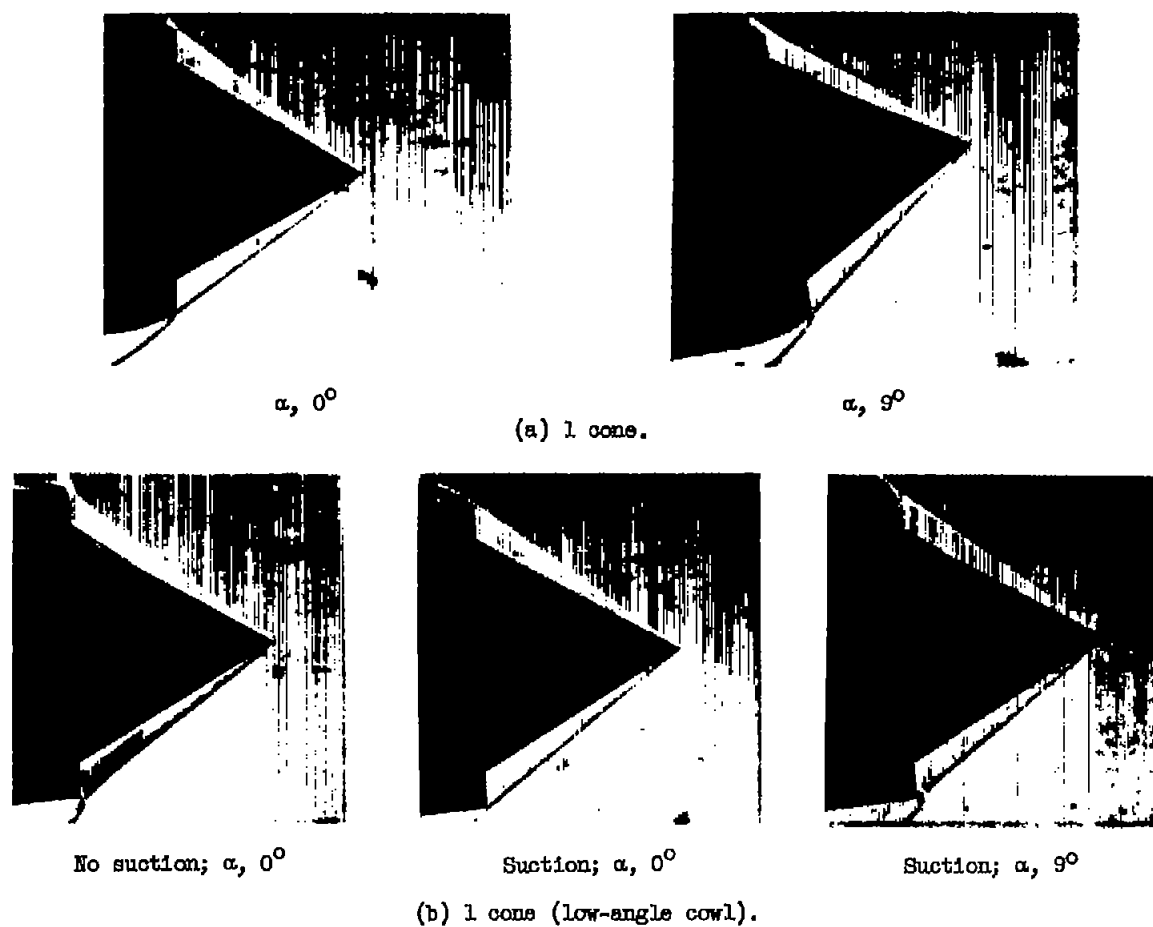 α, 0°
α, 9°
(a) 1 cone.
No suction; α, 0°
Suction; α, 0°
Suction; α, 9°
(b) 1 cone (low-angle cowl).